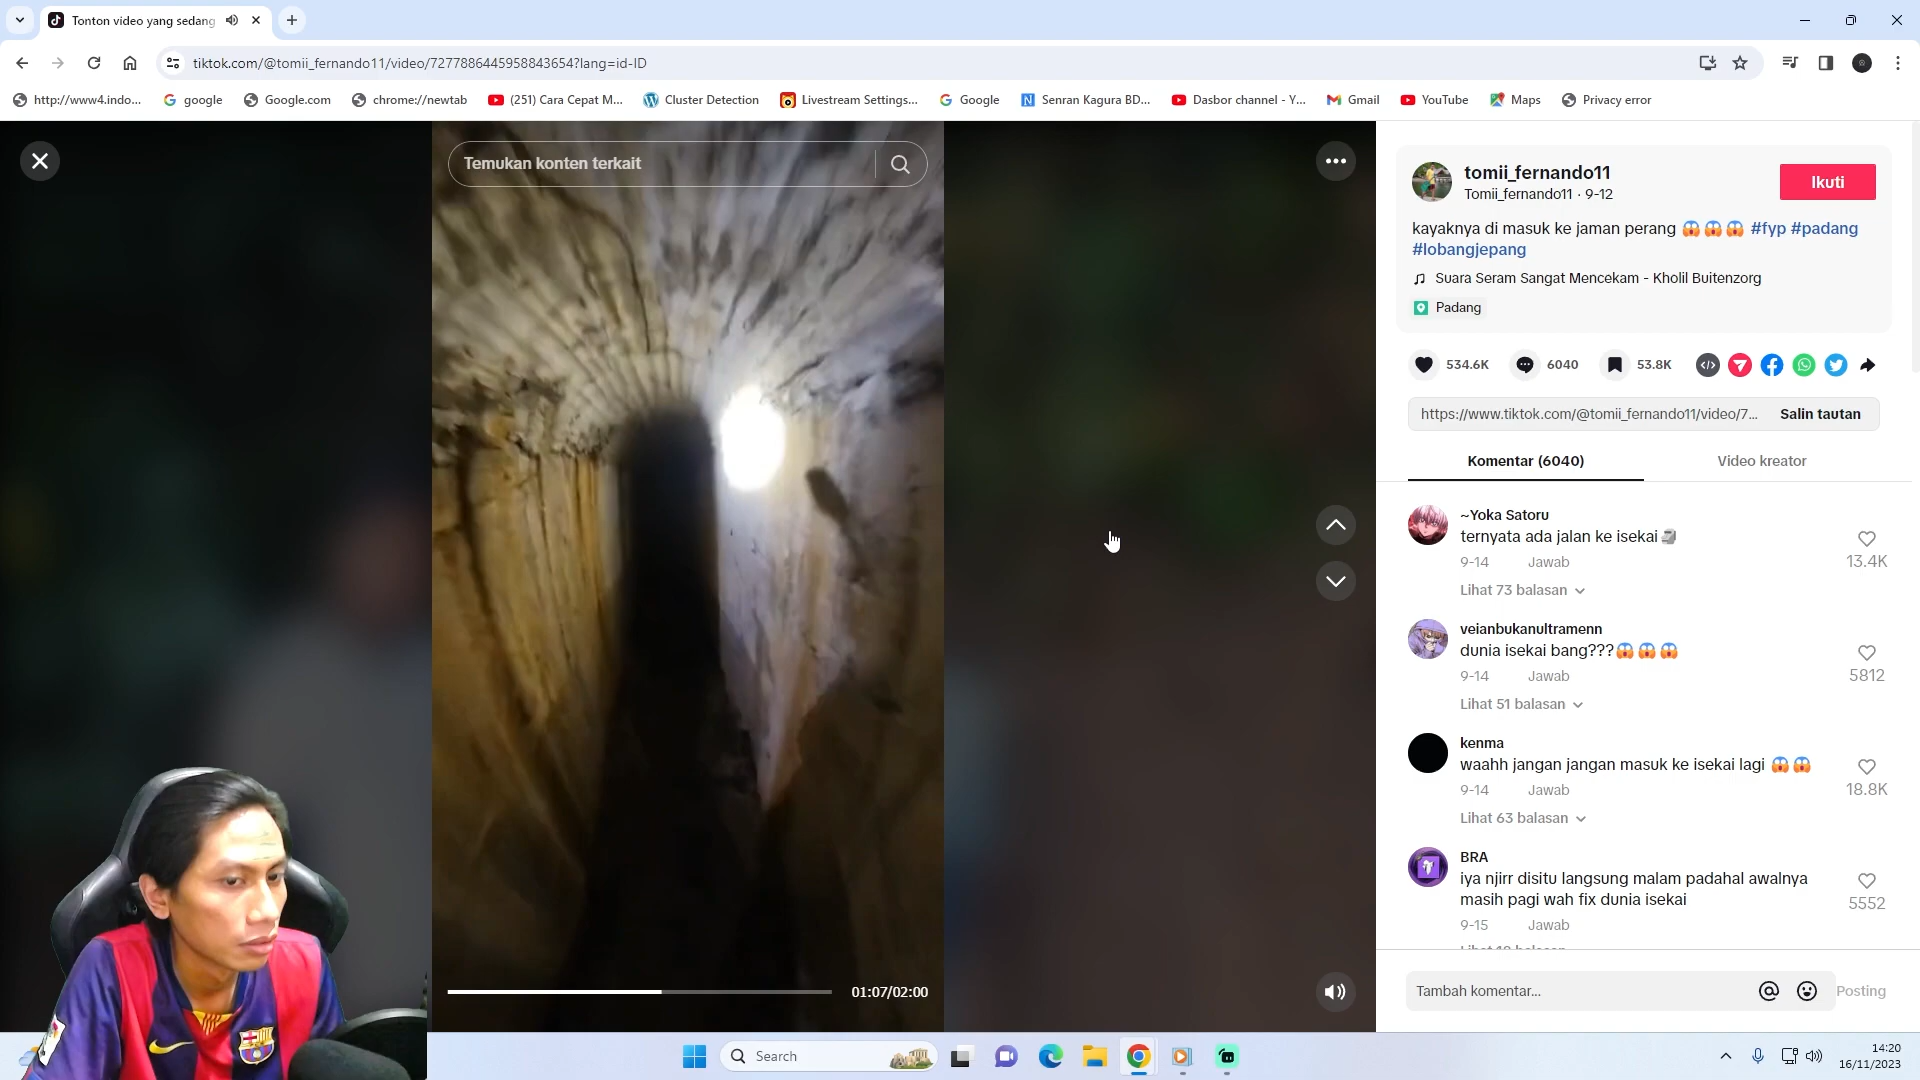 Tonton video yang sedang
tiktok.com/@tomii_fernando11/video/7277886445958843654?lang=id-ID
http://www4.indo...
google
Google.com
chrome://newtab
(251) Cara Cepat M...
Cluster Detection
Livestream Settings...
Google
Senran Kagura BD...
Dasbor channel - Y...
Gmail
YouTube
Maps
Privacy error
Temukan konten terkait
01:07/02:00
tomii_fernando11
Tomii_fernando11 · 9-12
Ikuti
kayaknya di masuk ke jaman perang 😱😱😱 #fyp #padang
#lobangjepang
Suara Seram Sangat Mencekam - Kholil Buitenzorg
Padang
534.6K
6040
53.8K
https://www.tiktok.com/@tomii_fernando11/video/7...
Salin tautan
Komentar (6040)
Video kreator
~Yoka Satoru
ternyata ada jalan ke isekai🗿
9-14 Jawab
13.4K
Lihat 73 balasan
veianbukanultramenn
dunia isekai bang???😱😱😱
9-14 Jawab
5812
Lihat 51 balasan
kenma
waahh jangan jangan masuk ke isekai lagi 😱😱
9-14 Jawab
18.8K
Lihat 63 balasan
BRA
iya njirr disitu langsung malam padahal awalnya
masih pagi wah fix dunia isekai
5552
9-15 Jawab
Tambah komentar...
Posting
Search
14:20
16/11/2023